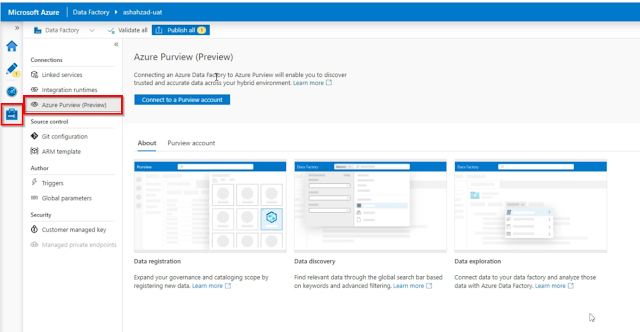 Microsoft Azure | Data Factory ▸ ashahzad-uat
» Data Factory Validate all Publish all 1
«
Connections
Linked services
Integration runtimes
Azure Purview (Preview)
Source control
Git configuration
ARM template
Author
Triggers
Global parameters
Security
Customer managed key
Managed private endpoints
1
Azure Purview (Preview)
Connecting an Azure Data Factory to Azure Purview will enable you to discover
trusted and accurate data across your hybrid environment. Learn more
Connect to a Purview account
About Purview account
Purview
Data registration
Expand your governance and cataloging scope by
registering new data. Learn more
Data Factory
Data discovery
Find relevant data through the global search bar based
on keywords and advanced filtering. Learn more
Data Factory
Data exploration
Connect data to your data factory and analyze those
data with Azure Data Factory. Learn more